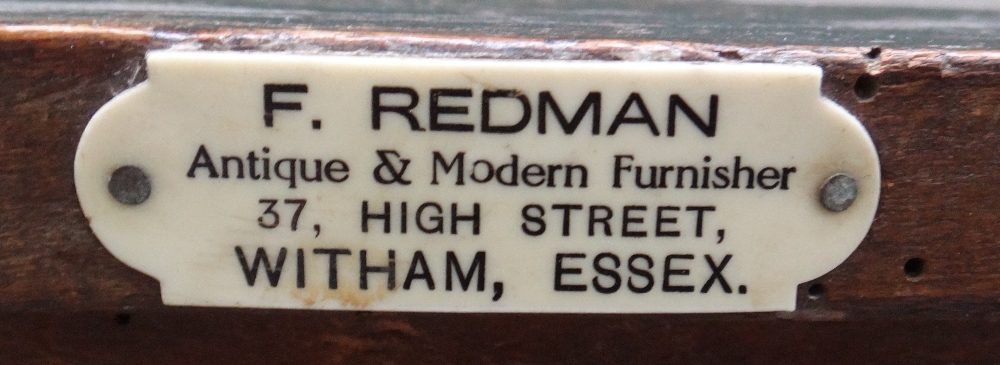 F. REDMAN
Antique & Modern Furnisher
37, HIGH STREET,
WITHAM, ESSEX.